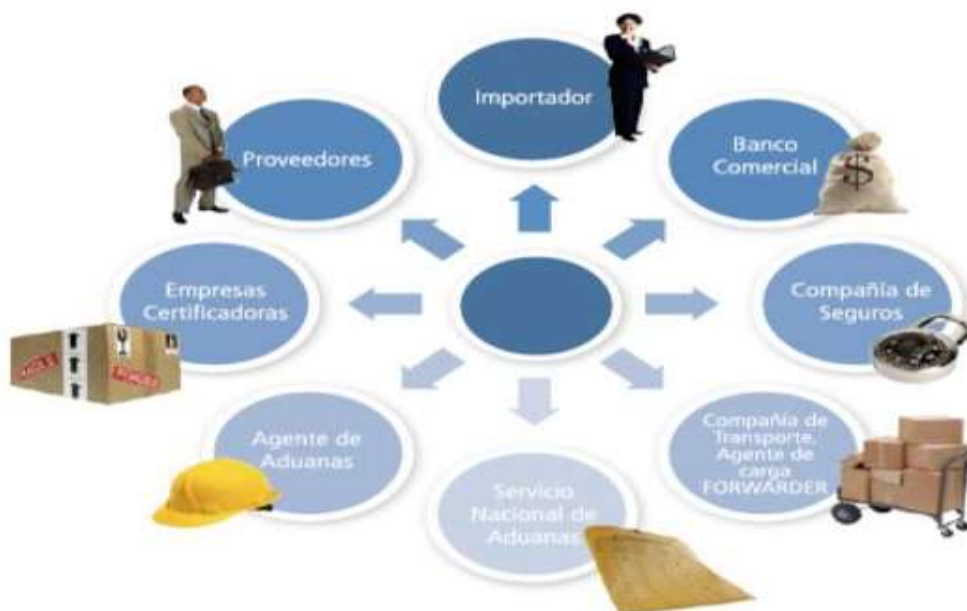 Importador
Proveedores
Banco
Comercial
Empresas
Certificadoras
Compañía de
Seguros
Agente de
Aduanas
Compañía de
Transporte,
Agente de
carga
FORWARDER
Servicio
Nacional de
Aduanas
$